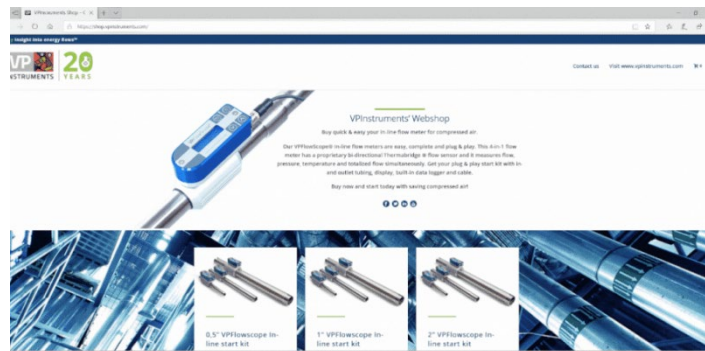 VPInstruments Shop -
https://shop.vpinstruments.com/
insight into energy flows™
VP
INSTRUMENTS
20
YEARS
Contact us
Visit www.vpinstruments.com
VPInstruments' Webshop
Buy quick & easy your in-line flow meter for compressed air.
Our VPFlowScope® in-line flow meters are easy, complete and plug & play. This 4-in-1 flow
meter has a proprietary bi-directional Thermabridge ® flow sensor and it measures flow,
pressure, temperature and totalized flow simultaneously. Get your plug & play start kit with in
and outlet tubing, display, built-in data logger and cable.
Buy now and start today with saving compressed air!
0,5" VPFlowscope In-
line start kit
1" VPFlowscope In-
line start kit
2" VPFlowscope In-
line start kit